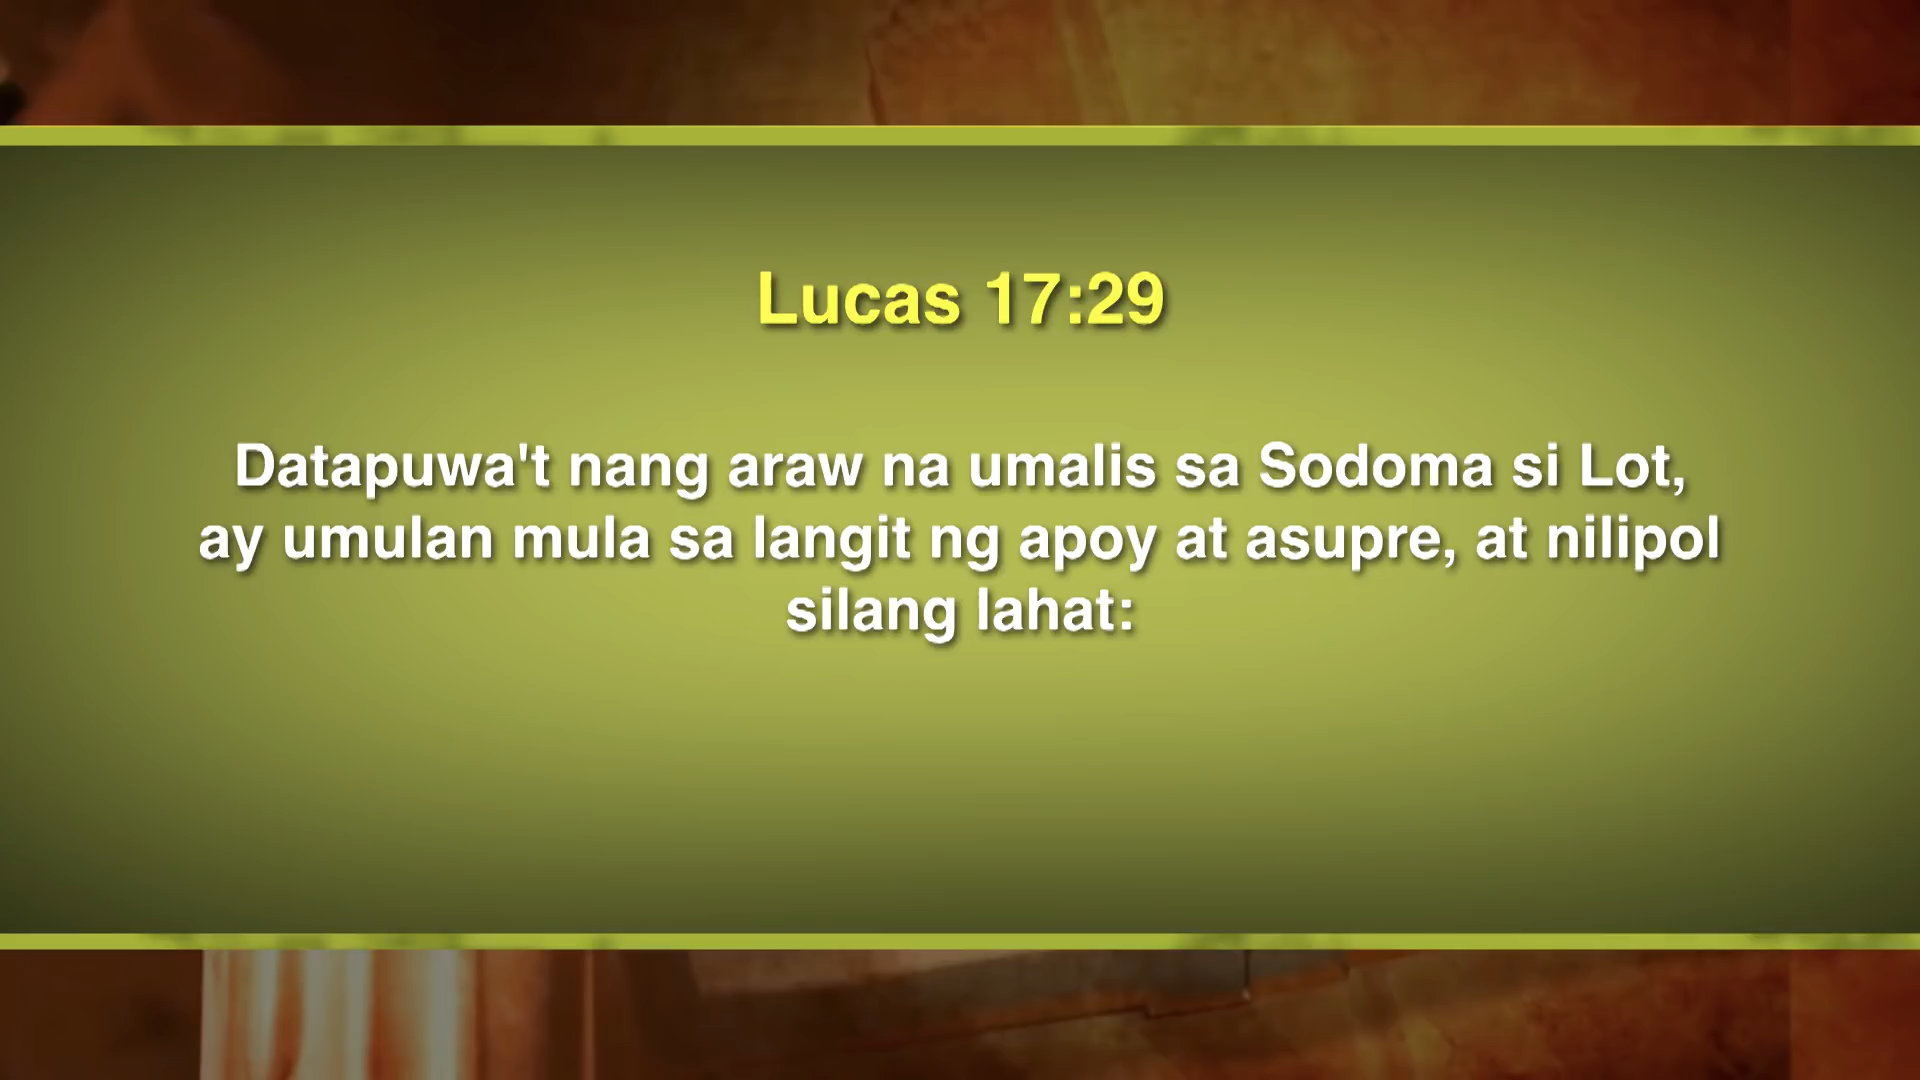 Lucas 17:29
Datapuwa't nang araw na umalis sa Sodoma si Lot,
ay umulan mula sa langit ng apoy at asupre, at nilipol
silang lahat: